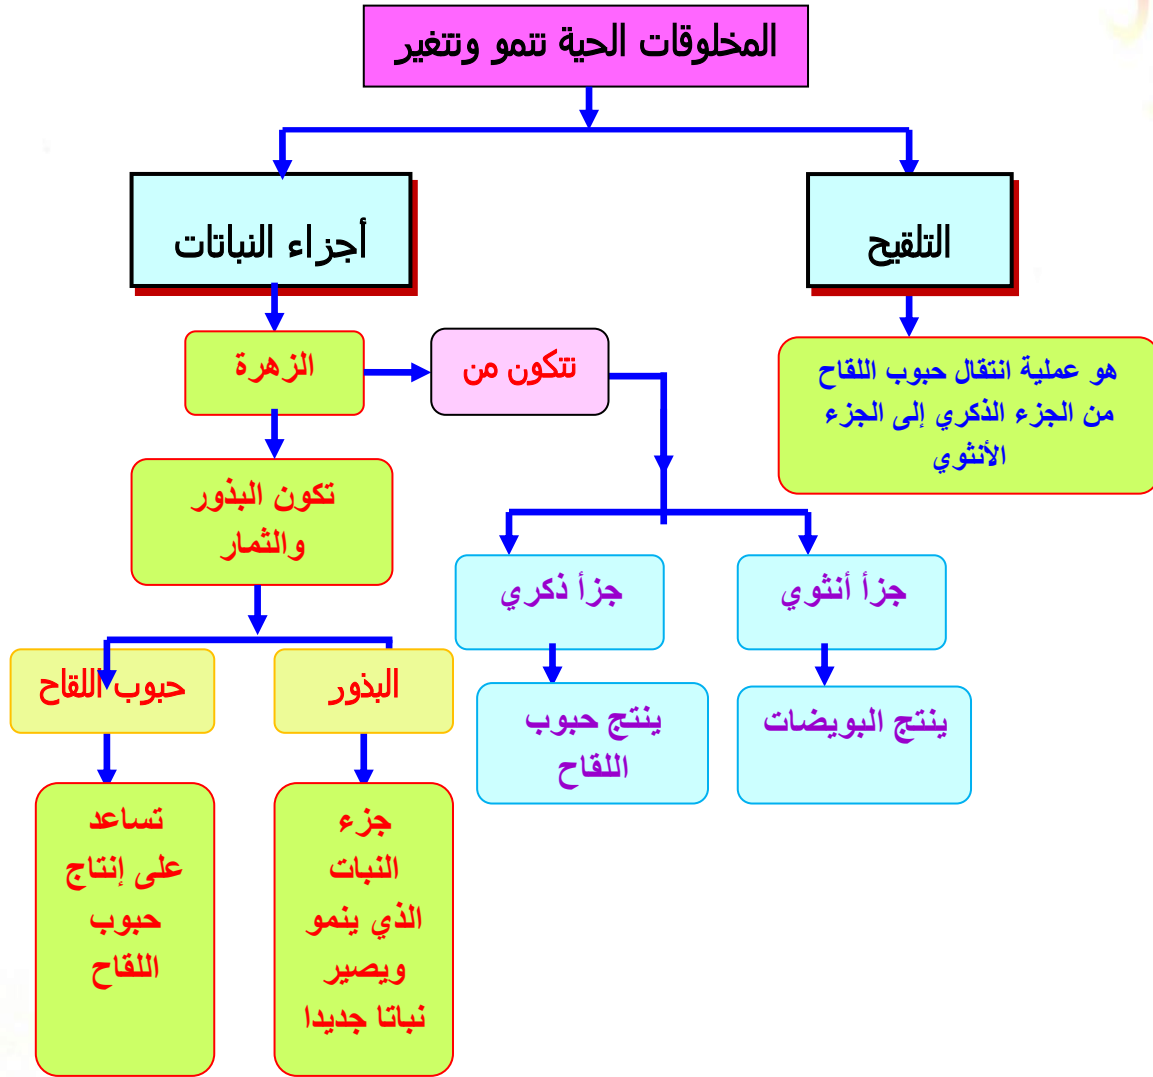 المخلوقات الحية تنمو وتتغير
التلقيح
أجزاء النباتات
هو عملية انتقال حبوب اللقاح
من الجزء الذكري إلى الجزء
الأنثوي
الزهرة
تتكون من
تكون البذور
والثمار
جزأ أنثوي
جزأ ذكري
ينتج البويضات
ينتج حبوب
اللقاح
البذور
حبوب اللقاح
جزء
النبات
الذي ينمو
ويصير
نباتا جديدا
تساعد
على إنتاج
حبوب
اللقاح